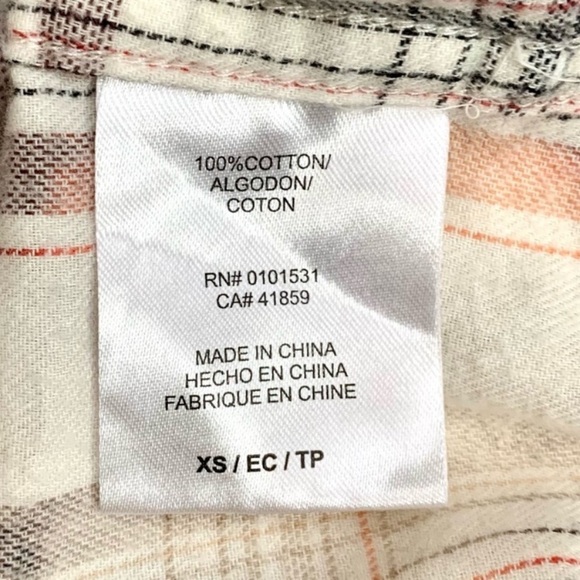 100%COTTON/
ALGODON/
COTON
RN# 0101531
CA# 41859
MADE IN CHINA
HECHO EN CHINA
FABRIQUE EN CHINE
XS / EC / TP